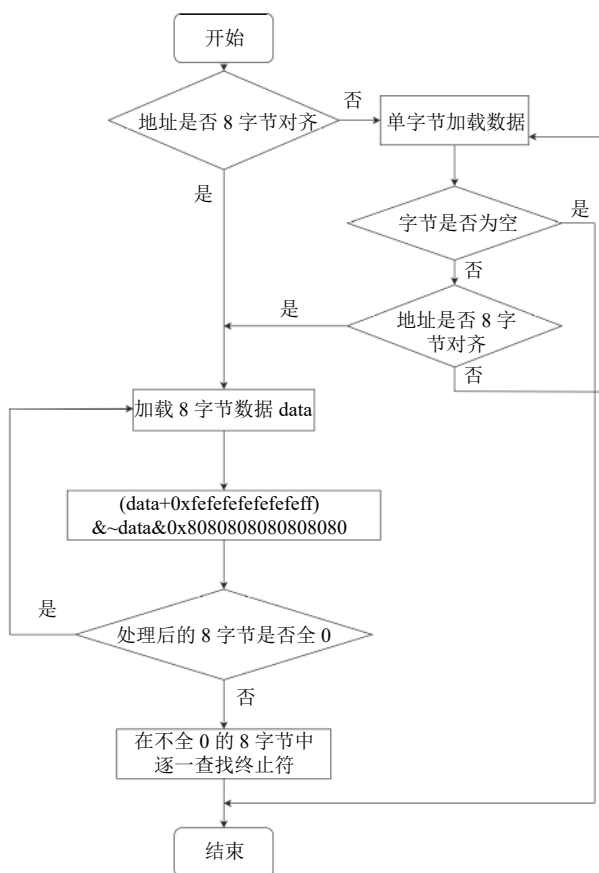 开始
地址是否 8 字节对齐
否
单字节加载数据
是
字节是否为空
是
否
是
地址是否 8 字
节对齐
否
加载 8 字节数据 data
(data+0xfefefefefefefeff)
&~data&0x8080808080808080
是
处理后的 8 字节是否全 0
否
在不全 0 的 8 字节中
逐一查找终止符
结束